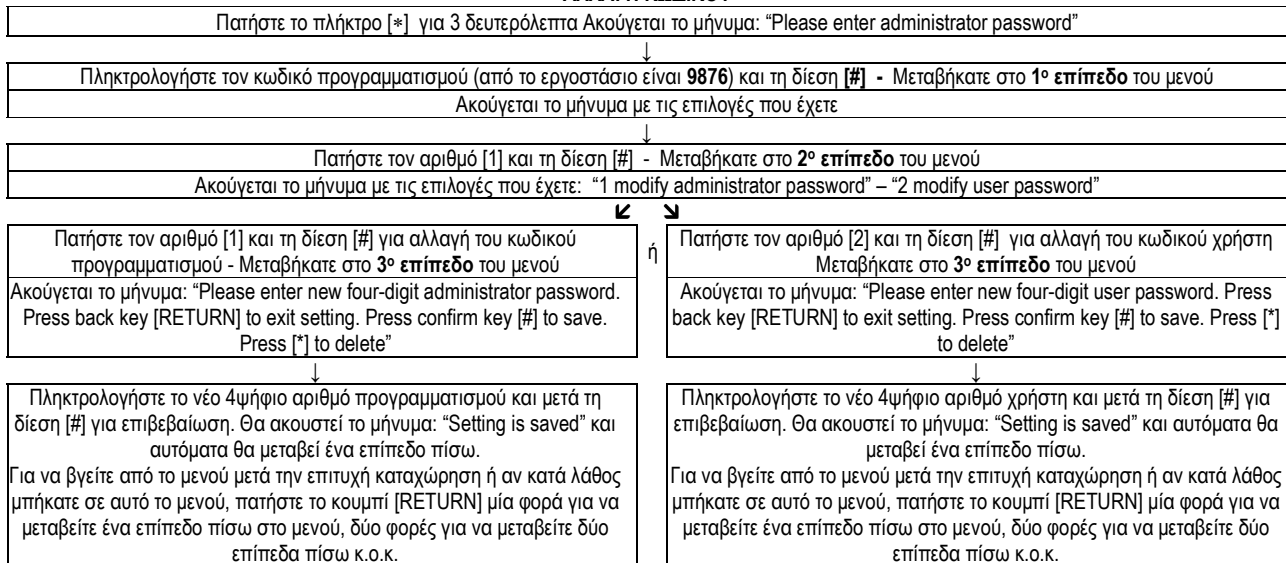 Πατήστε το πλήκτρο [*] για 3 δευτερόλεπτα Ακούγεται το μήνυμα: “Please enter administrator password”
↓
Πληκτρολογήστε τον κωδικό προγραμματισμού (από το εργοστάσιο είναι 9876) και τη δίεση [#] - Μεταβήκατε στο 1ο επίπεδο του μενού
Ακούγεται το μήνυμα με τις επιλογές που έχετε
↓
Πατήστε τον αριθμό [1] και τη δίεση [#] - Μεταβήκατε στο 2ο επίπεδο του μενού
Ακούγεται το μήνυμα με τις επιλογές που έχετε: “1 modify administrator password” – “2 modify user password”
↙ ↘
Πατήστε τον αριθμό [1] και τη δίεση [#] για αλλαγή του κωδικού
προγραμματισμού - Μεταβήκατε στο 3ο επίπεδο του μενού
Ακούγεται το μήνυμα: “Please enter new four-digit administrator password.
Press back key [RETURN] to exit setting. Press confirm key [#] to save.
Press [*] to delete”
↓
Πληκτρολογήστε το νέο 4ψήφιο αριθμό προγραμματισμού και μετά τη
δίεση [#] για επιβεβαίωση. Θα ακουστεί το μήνυμα: “Setting is saved” και
αυτόματα θα μεταβεί ένα επίπεδο πίσω.
Για να βγείτε από το μενού μετά την επιτυχή καταχώρηση ή αν κατά λάθος
μπήκατε σε αυτό το μενού, πατήστε το κουμπί [RETURN] μία φορά για να
μεταβείτε ένα επίπεδο πίσω στο μενού, δύο φορές για να μεταβείτε δύο
επίπεδα πίσω κ.ο.κ.
ή
Πατήστε τον αριθμό [2] και τη δίεση [#] για αλλαγή του κωδικού χρήστη
Μεταβήκατε στο 3ο επίπεδο του μενού
Ακούγεται το μήνυμα: “Please enter new four-digit user password. Press
back key [RETURN] to exit setting. Press confirm key [#] to save. Press [*]
to delete”
↓
Πληκτρολογήστε το νέο 4ψήφιο αριθμό χρήστη και μετά τη δίεση [#] για
επιβεβαίωση. Θα ακουστεί το μήνυμα: “Setting is saved” και αυτόματα θα
μεταβεί ένα επίπεδο πίσω.
Για να βγείτε από το μενού μετά την επιτυχή καταχώρηση ή αν κατά λάθος
μπήκατε σε αυτό το μενού, πατήστε το κουμπί [RETURN] μία φορά για να
μεταβείτε ένα επίπεδο πίσω στο μενού, δύο φορές για να μεταβείτε δύο
επίπεδα πίσω κ.ο.κ.